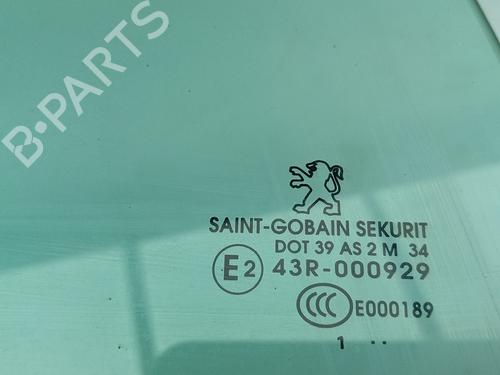 B-PARTS
SAINT-GOBAIN SEKURIT
DOT 39 AS 2 M 34
E2 43R-000929
CCC E000189
1 ..